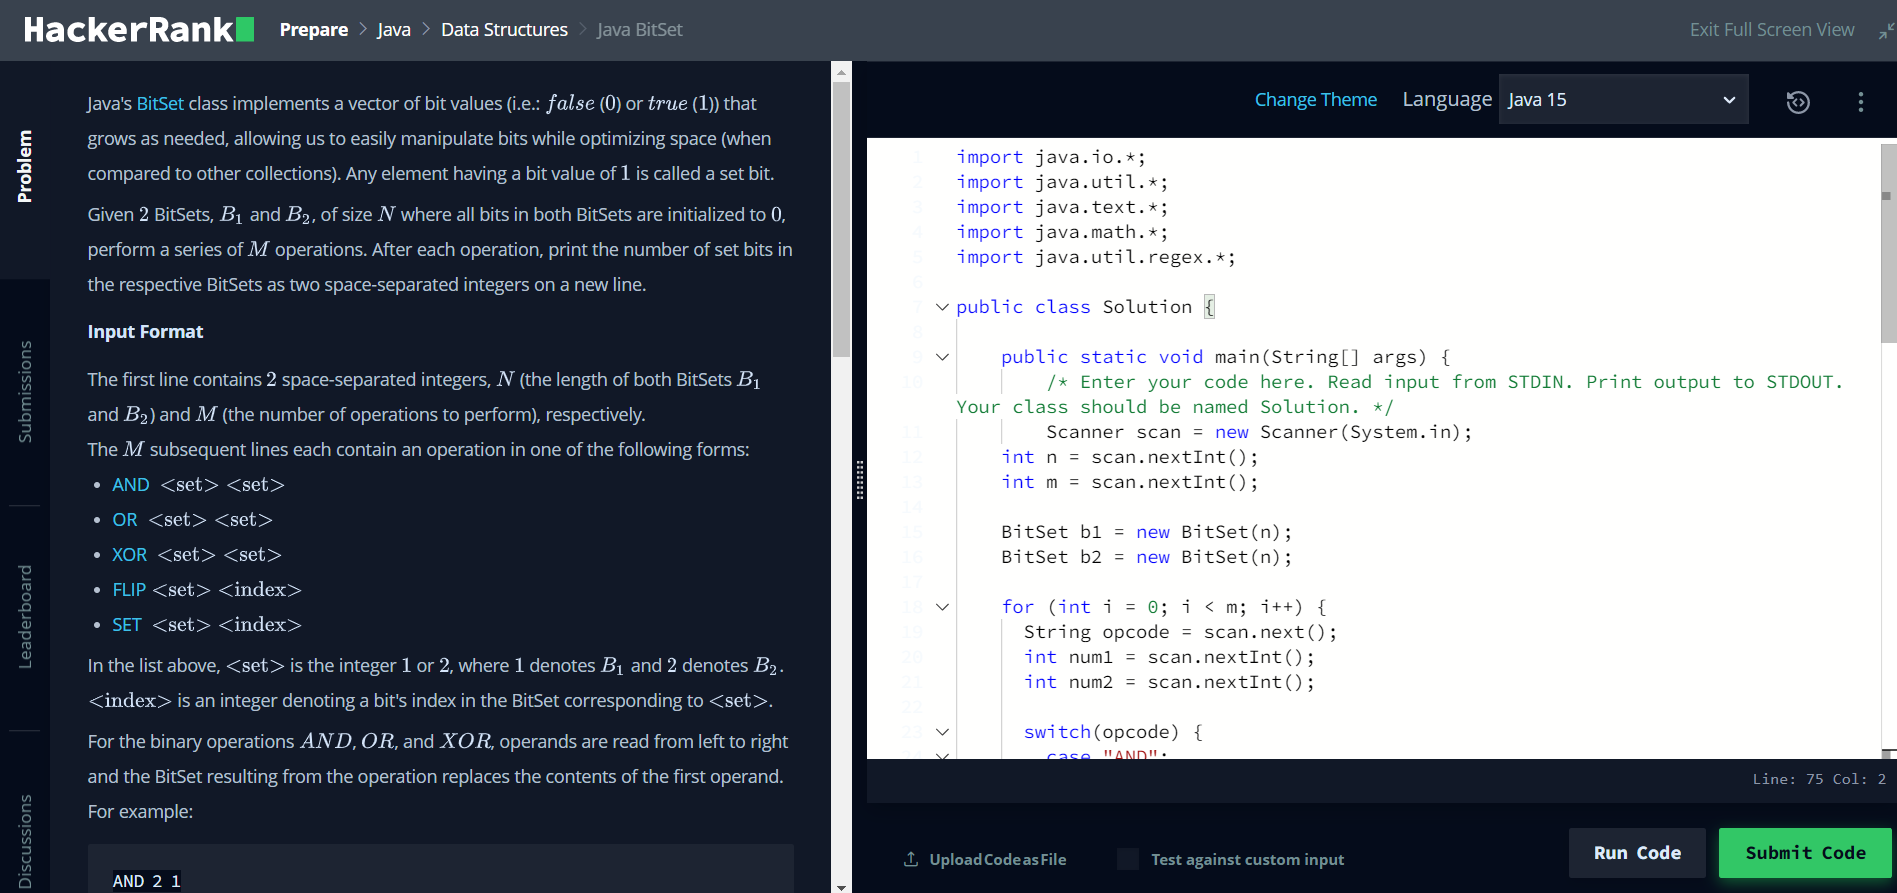 HackerRank
Prepare > Java > Data Structures > Java BitSet
Exit Full Screen View
Problem
Submissions
Leaderboard
Discussions
Java's BitSet class implements a vector of bit values (i.e.: false (0) or true (1)) that
grows as needed, allowing us to easily manipulate bits while optimizing space (when
compared to other collections). Any element having a bit value of 1 is called a set bit.
Given 2 BitSets, B₁ and B₂, of size N where all bits in both BitSets are initialized to 0,
perform a series of M operations. After each operation, print the number of set bits in
the respective BitSets as two space-separated integers on a new line.
Input Format
The first line contains 2 space-separated integers, N (the length of both BitSets B₁
and B₂) and M (the number of operations to perform), respectively.
The M subsequent lines each contain an operation in one of the following forms:
• AND <set> <set>
• OR <set> <set>
• XOR <set> <set>
• FLIP <set> <index>
• SET <set> <index>
In the list above, <set> is the integer 1 or 2, where 1 denotes B₁ and 2 denotes B₂.
<index> is an integer denoting a bit's index in the BitSet corresponding to <set>.
For the binary operations AND, OR, and XOR, operands are read from left to right
and the BitSet resulting from the operation replaces the contents of the first operand.
For example:
AND 2 1
Change Theme Language Java 15
1 import java.io.*;
2 import java.util.*;
3 import java.text.*;
4 import java.math.*;
5 import java.util.regex.*;
6
7 public class Solution {
8
9 public static void main(String[] args) {
10 /* Enter your code here. Read input from STDIN. Print output to STDOUT.
Your class should be named Solution. */
11 Scanner scan = new Scanner(System.in);
12 int n = scan.nextInt();
13 int m = scan.nextInt();
14
15 BitSet b1 = new BitSet(n);
16 BitSet b2 = new BitSet(n);
17
18 for (int i = 0; i < m; i++) {
19 String opcode = scan.next();
20 int num1 = scan.nextInt();
21 int num2 = scan.nextInt();
22
23 switch(opcode) {
24 case "AND":
Line: 75 Col: 2
Upload Code as File
Test against custom input
Run Code
Submit Code